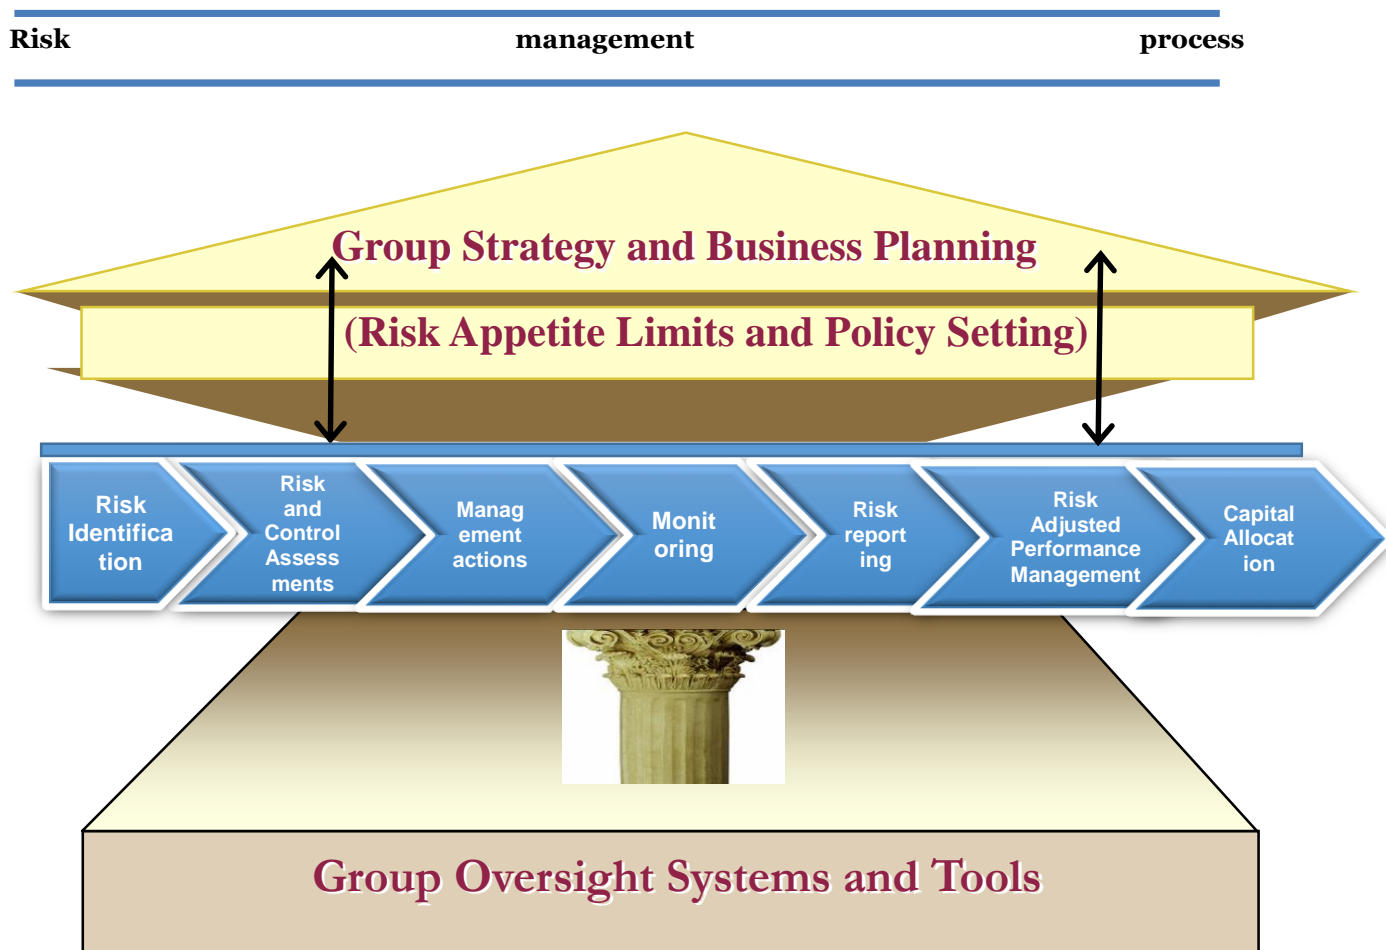 Risk management process
Group Strategy and Business Planning
(Risk Appetite Limits and Policy Setting)
Risk
Identifica
tion
Risk
and
Control
Assess
ments
Manag
ement
actions
Monit
oring
Risk
report
ing
Risk
Adjusted
Performance
Management
Capital
Allocat
ion
Group Oversight Systems and Tools